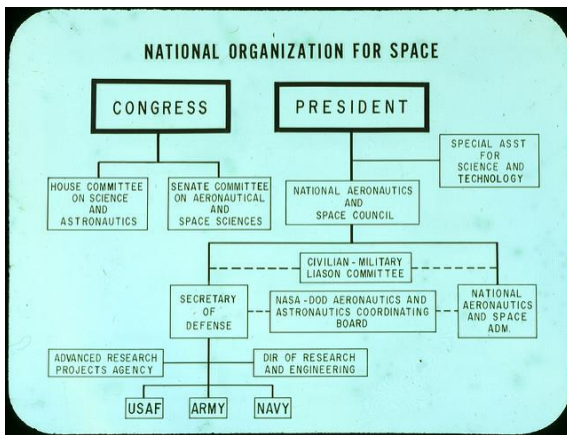 NATIONAL ORGANIZATION FOR SPACE
CONGRESS
PRESIDENT
SPECIAL ASST
FOR
SCIENCE AND
TECHNOLOGY
HOUSE COMMITTEE
ON SCIENCE
AND
ASTRONAUTICS
SENATE COMMITTEE
ON AERONAUTICAL
AND
SPACE SCIENCES
NATIONAL AERONAUTICS
AND
SPACE COUNCIL
CIVILIAN - MILITARY
LIASON COMMITTEE
SECRETARY
OF
DEFENSE
NASA - DOD AERONAUTICS AND
ASTRONAUTICS COORDINATING
BOARD
NATIONAL
AERONAUTICS
AND SPACE
ADM.
ADVANCED RESEARCH
PROJECTS AGENCY
DIR OF RESEARCH
AND ENGINEERING
USAF
ARMY
NAVY